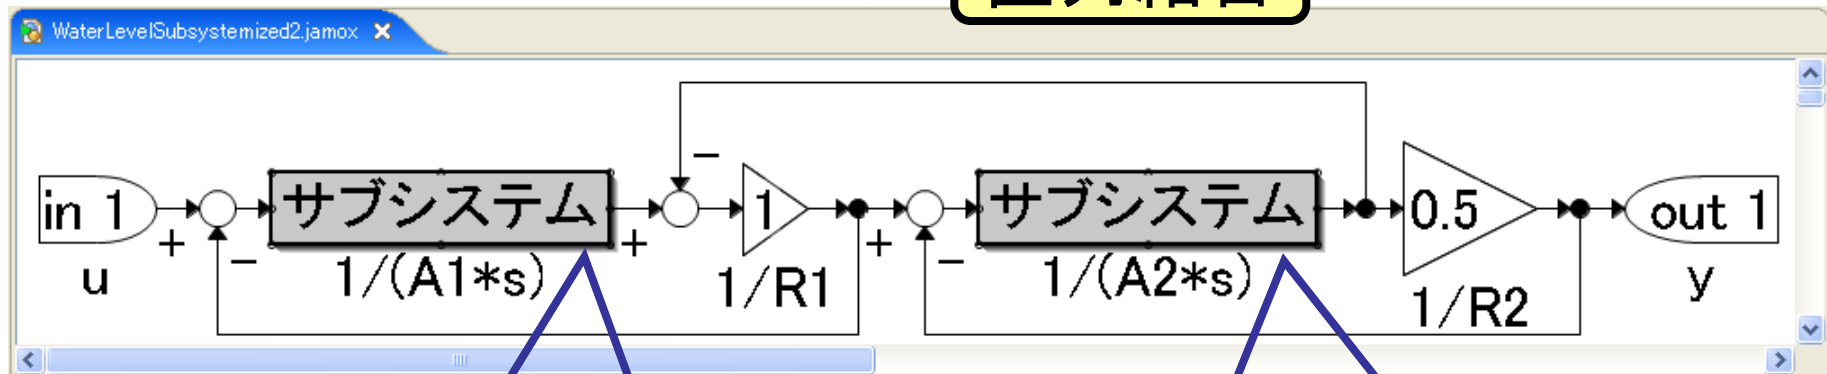 WaterLevelSubsystemized2.jamox
in 1
+
u
−
サブシステム
1/(A1*s)
+
−
1
1/R1
+
−
サブシステム
1/(A2*s)
0.5
1/R2
out 1
y